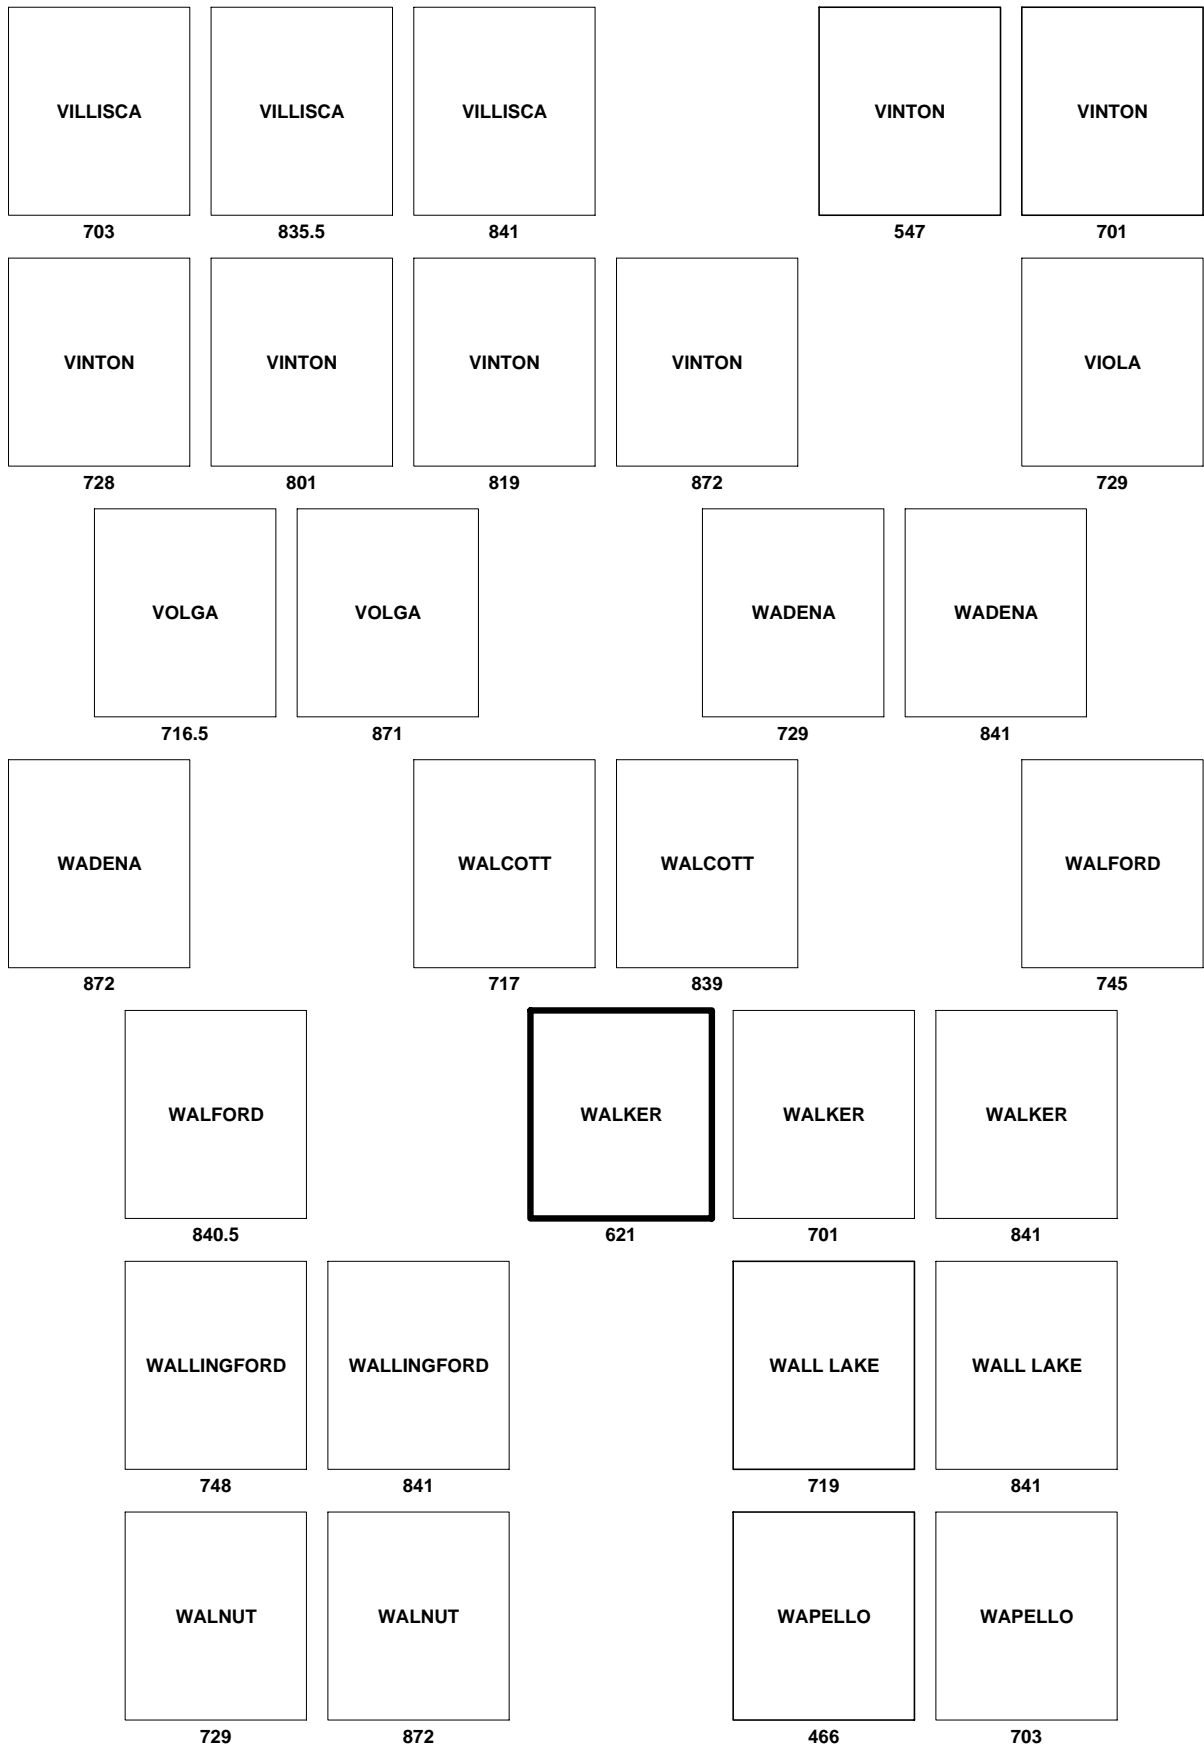 VILLISCA VILLISCA VILLISCA VINTON VINTON
703 835.5 841 547 701
VINTON VINTON VINTON VINTON VIOLA
728 801 819 872 729
VOLGA VOLGA WADENA WADENA
716.5 871 729 841
WADENA WALCOTT WALCOTT WALFORD
872 717 839 745
WALFORD WALKER WALKER WALKER
840.5 621 701 841
WALLINGFORD WALLINGFORD WALL LAKE WALL LAKE
748 841 719 841
WALNUT WALNUT WAPELLO WAPELLO
729 872 466 703